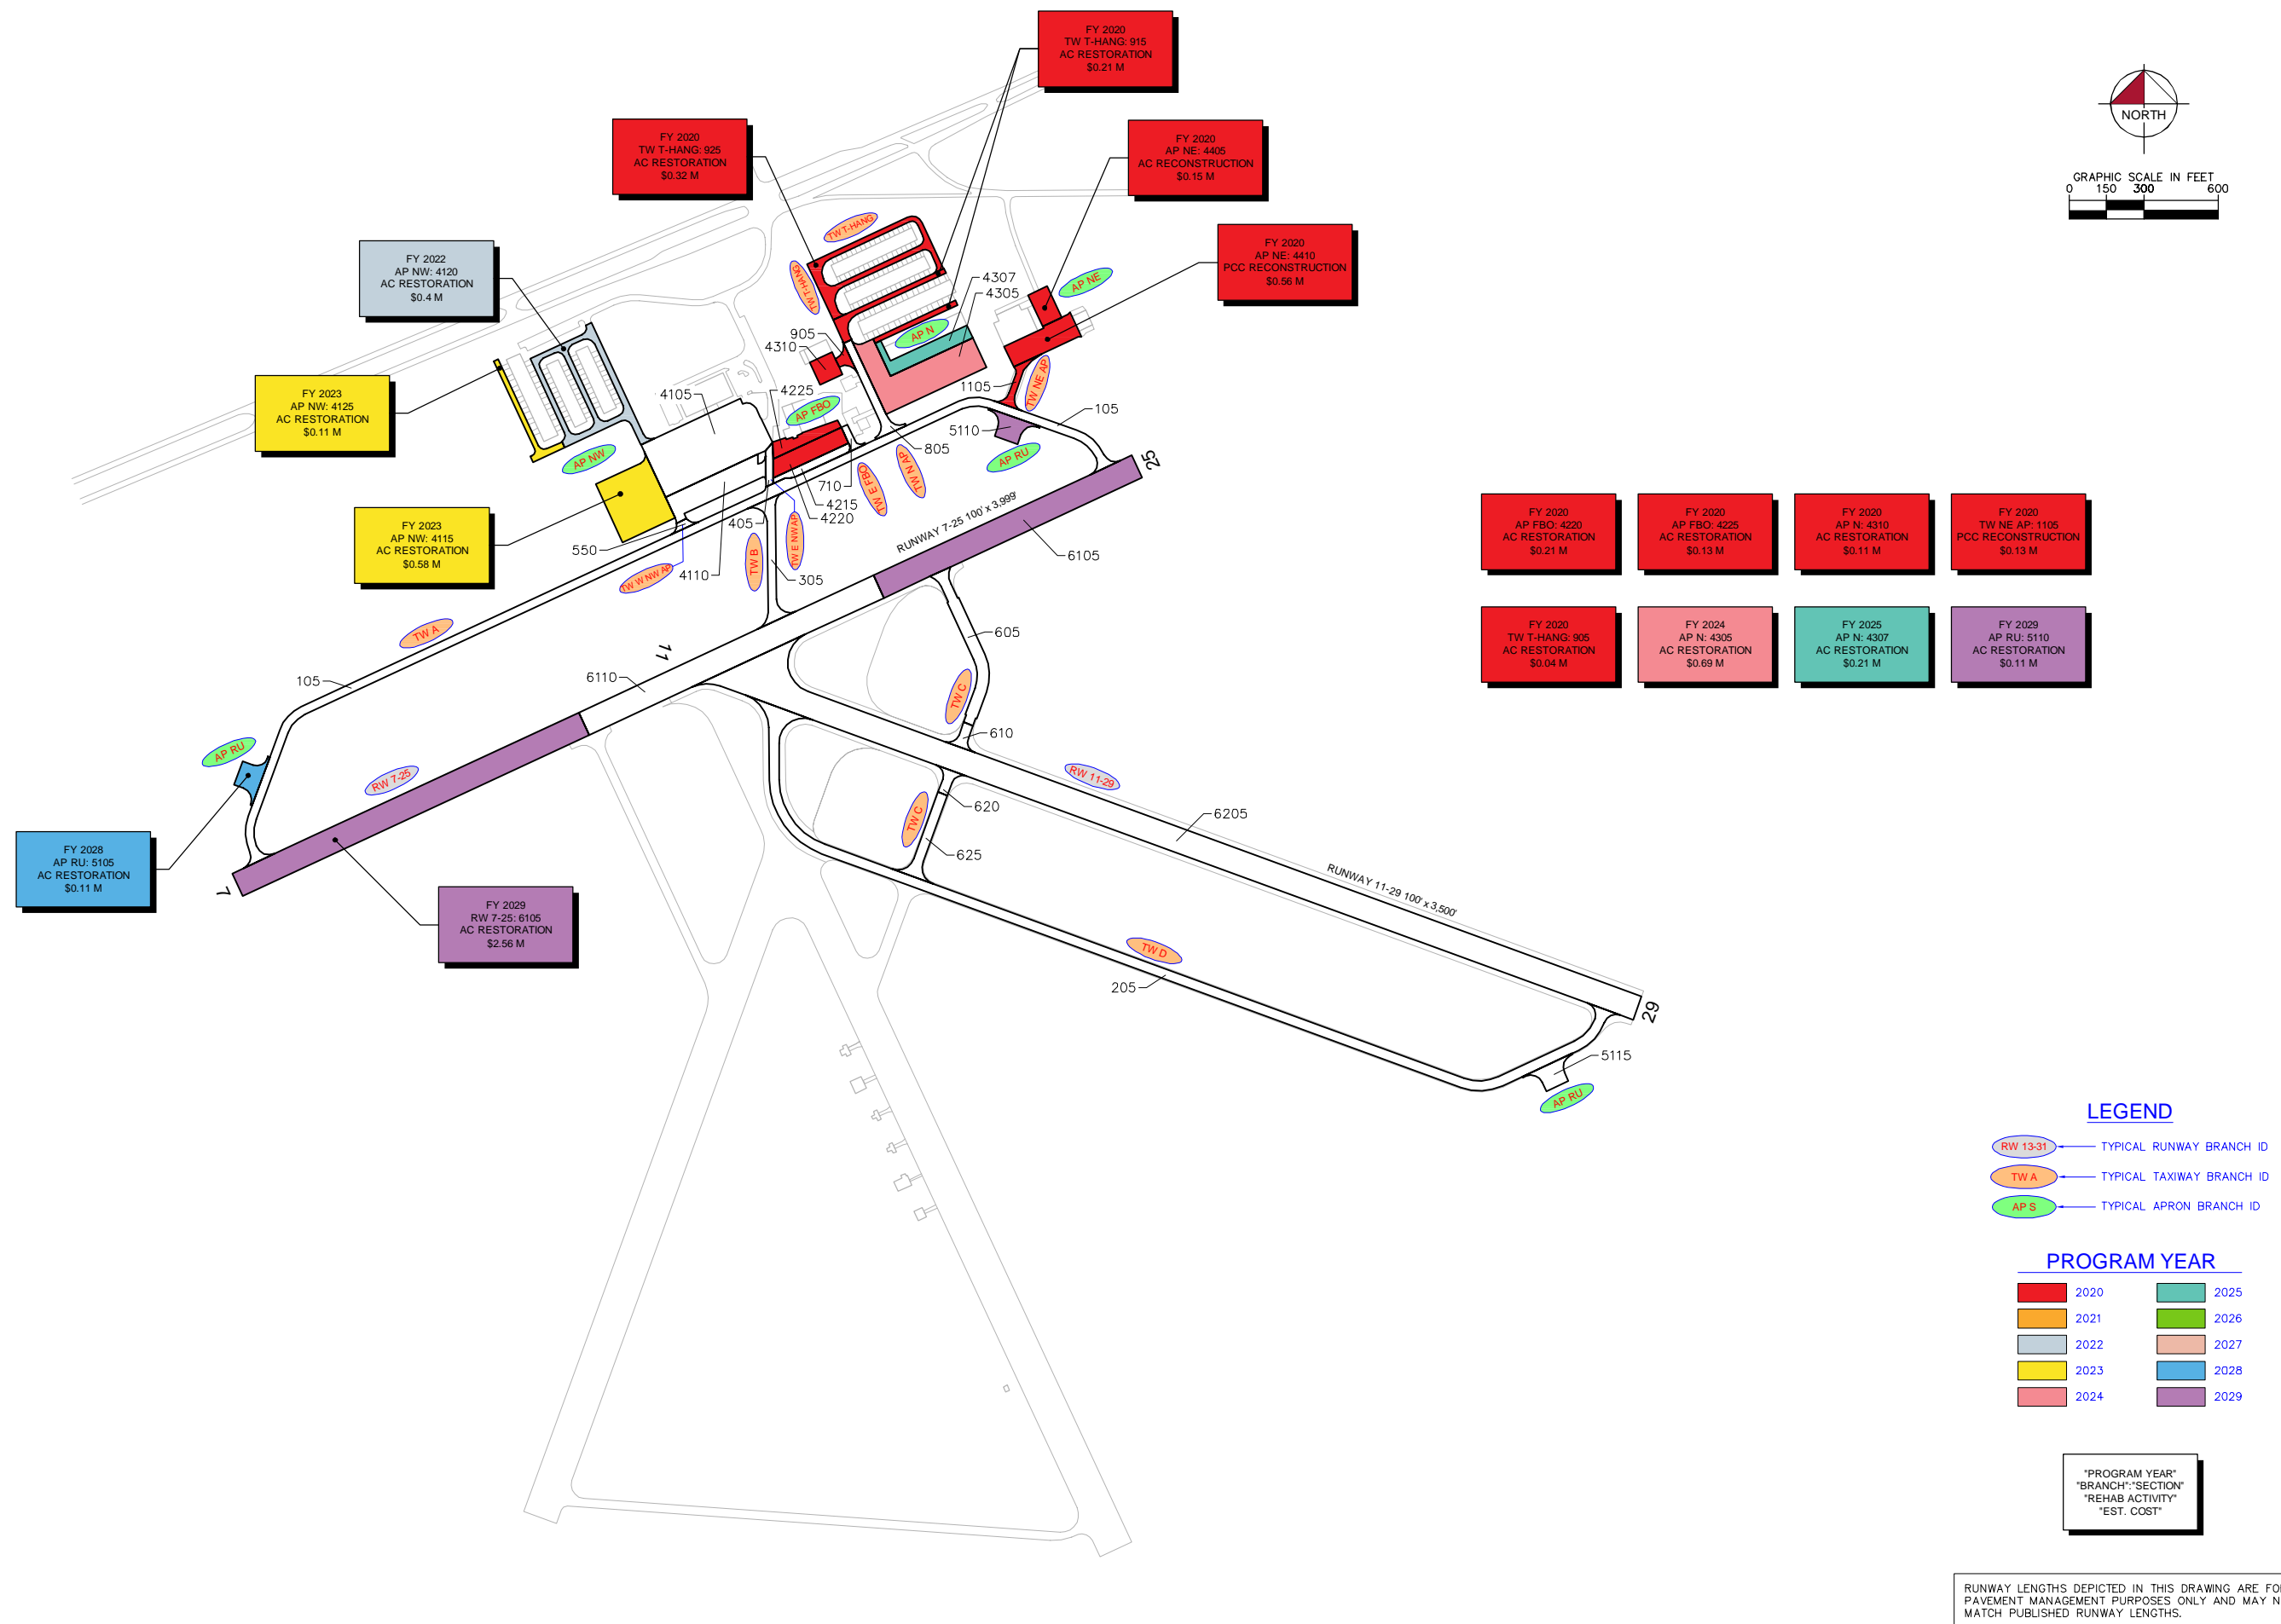 FY 2020
TW T-HANG: 915
AC RESTORATION
$0.21 M
FY 2020
TW T-HANG: 925
AC RESTORATION
$0.32 M
FY 2020
AP NE: 4405
AC RECONSTRUCTION
$0.15 M
FY 2020
AP NE: 4410
PCC RECONSTRUCTION
$0.56 M
FY 2022
AP NW: 4120
AC RESTORATION
$0.4 M
FY 2023
AP NW: 4125
AC RESTORATION
$0.11 M
FY 2023
AP NW: 4115
AC RESTORATION
$0.58 M
NORTH
GRAPHIC SCALE IN FEET
0 150 300 600
TW T-HANG
TW T-HANG
AP NE
4307
4305
AP N
905
4310
TW NE AP
1105
4225
4105
AP FBO
105
5110
805
AP RU
25
AP NW
TW N AP
TW E FBO
710
4215
4220
405
RUNWAY 7-25 100' x 3,999'
550
TW E NW AP
TW B
6105
TW W NW AP
4110
305
TW A
605
11
6110
105
TW C
610
AP RU
RW 7-25
RW 11-29
620
6205
TW C
625
RUNWAY 11-29 100' x 3,500'
7
FY 2028
AP RU: 5105
AC RESTORATION
$0.11 M
FY 2029
RW 7-25: 6105
AC RESTORATION
$2.56 M
TW D
205
29
5115
AP RU
FY 2020
AP FBO: 4220
AC RESTORATION
$0.21 M
FY 2020
AP FBO: 4225
AC RESTORATION
$0.13 M
FY 2020
AP N: 4310
AC RESTORATION
$0.11 M
FY 2020
TW NE AP: 1105
PCC RECONSTRUCTION
$0.13 M
FY 2020
TW T-HANG: 905
AC RESTORATION
$0.04 M
FY 2024
AP N: 4305
AC RESTORATION
$0.69 M
FY 2025
AP N: 4307
AC RESTORATION
$0.21 M
FY 2029
AP RU: 5110
AC RESTORATION
$0.11 M
LEGEND
RW 13-31 TYPICAL RUNWAY BRANCH ID
TW A TYPICAL TAXIWAY BRANCH ID
AP S TYPICAL APRON BRANCH ID
PROGRAM YEAR
2020 2025
2021 2026
2022 2027
2023 2028
2024 2029
"PROGRAM YEAR"
"BRANCH":"SECTION"
"REHAB ACTIVITY"
"EST. COST"
RUNWAY LENGTHS DEPICTED IN THIS DRAWING ARE FO
PAVEMENT MANAGEMENT PURPOSES ONLY AND MAY N
MATCH PUBLISHED RUNWAY LENGTHS.